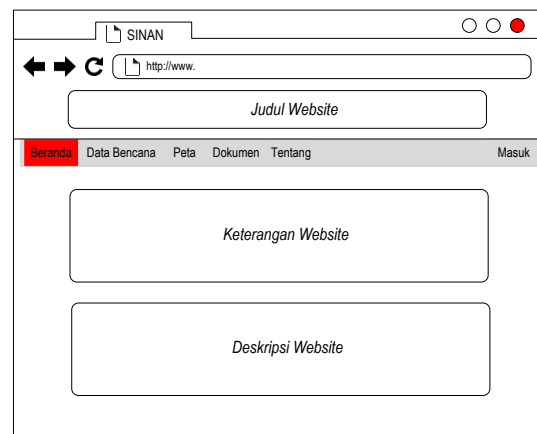 SINAN
http://www.
Judul Website
Beranda Data Bencana Peta Dokumen Tentang Masuk
Keterangan Website
Deskripsi Website